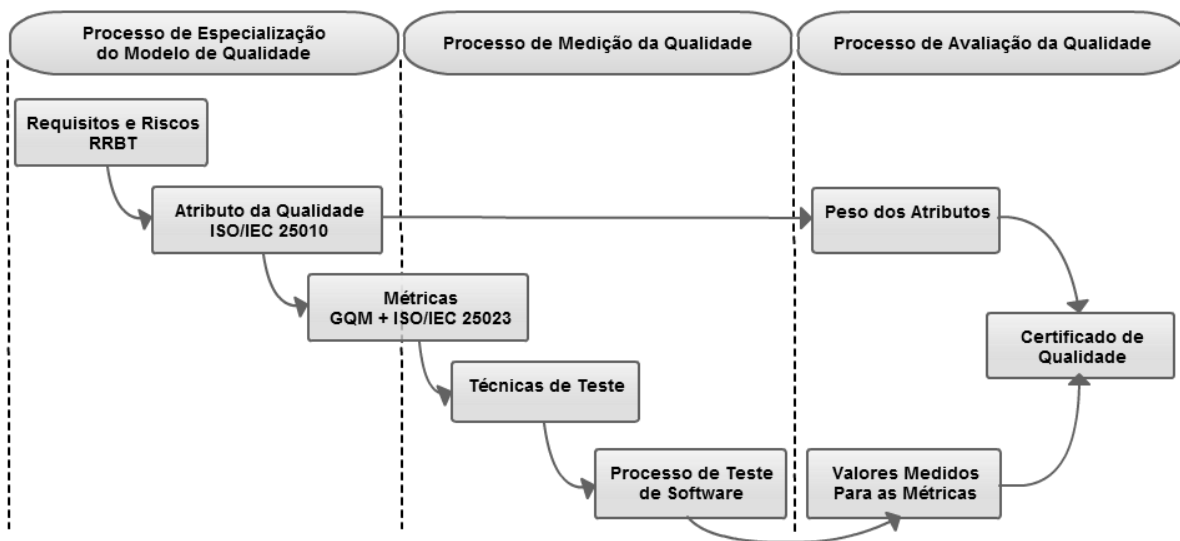 Processo de Especialização
do Modelo de Qualidade
Processo de Medição da Qualidade
Processo de Avaliação da Qualidade
Requisitos e Riscos
RRBT
Atributo da Qualidade
ISO/IEC 25010
Peso dos Atributos
Métricas
GQM + ISO/IEC 25023
Certificado de
Qualidade
Técnicas de Teste
Processo de Teste
de Software
Valores Medidos
Para as Métricas